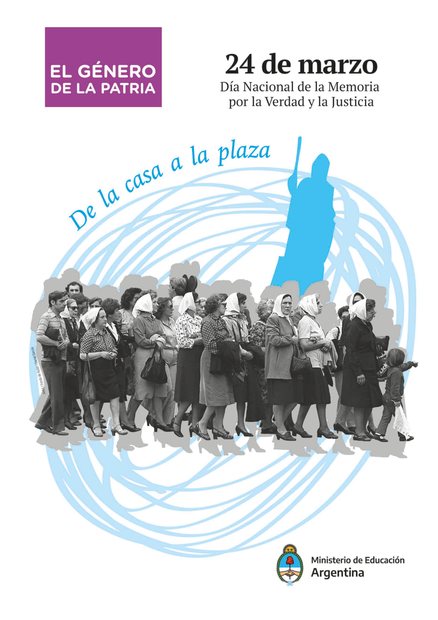 EL GÉNERO
DE LA PATRIA
24 de marzo
Día Nacional de la Memoria
por la Verdad y la Justicia
De la casa a la plaza
Ministerio de Educación
Argentina